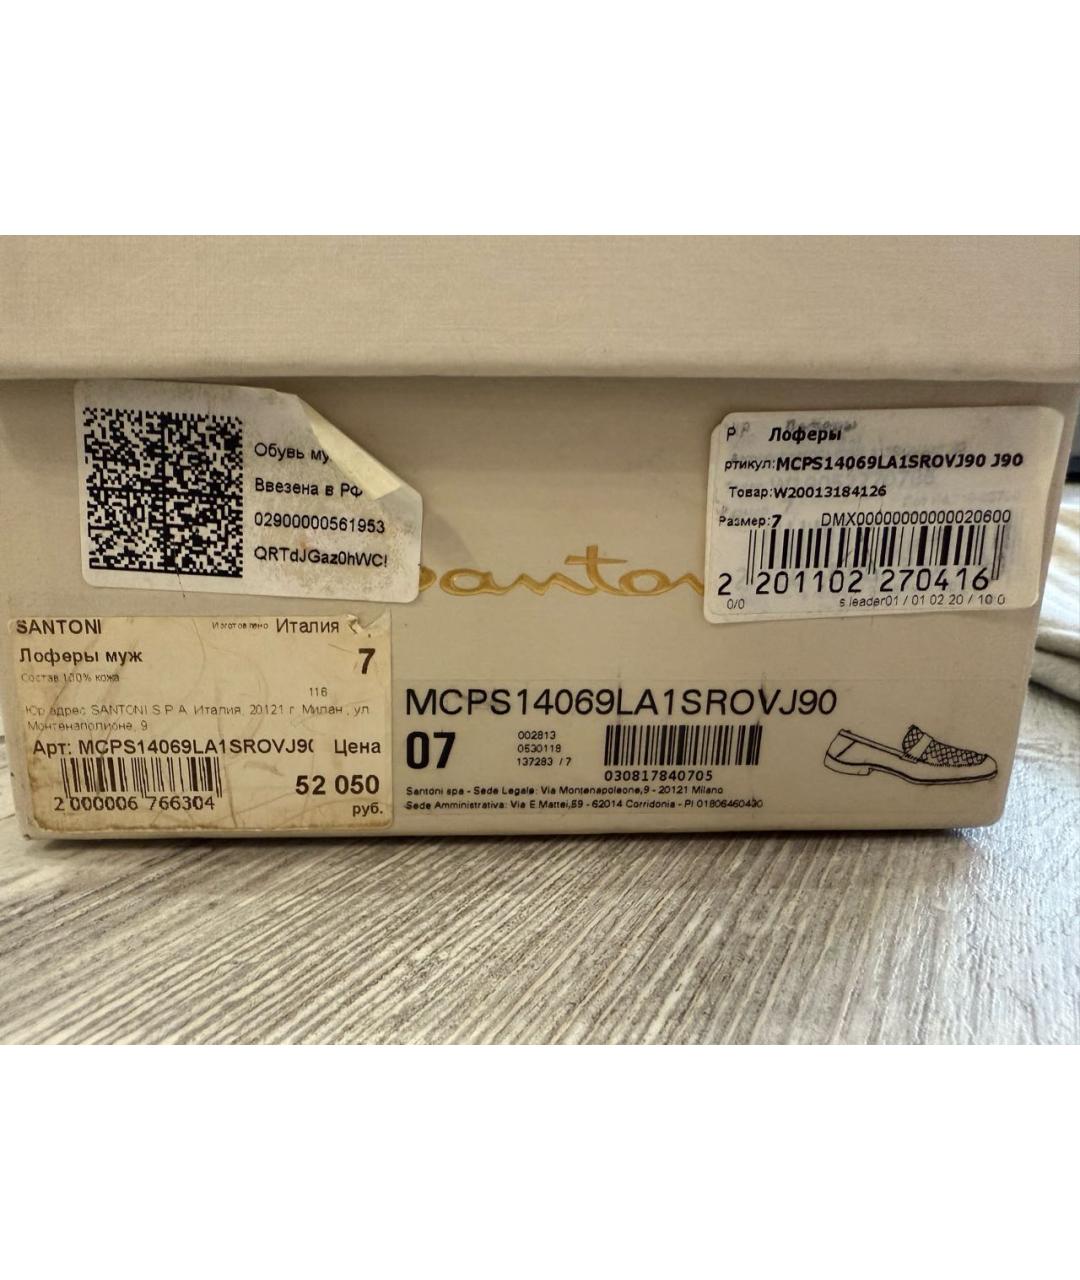 Обувь
Ввезена в РФ
02900000561953
QRTdJGaz0hWC!
Лоферы
ртикул:MCPS14069LA1SROVJ90 J90
Товар:W20013184126
Размер:7 DMX00000000000020600
2 201102 270416
0/0 s.leader01 / 01 02 20 / 10 0
santoni
SANTONI Изготовлено Италия
Лоферы муж 7
Состав 100% кожа
116
Юр адрес SANTONI S.P.A. Италия, 20121 г. Милан, ул.
Монтенаполионе, 9
Арт: MCPS14069LA1SROVJ90 Цена
52 050
2 000006 766304
руб.
MCPS14069LA1SROVJ90
07
002813
0530118
137283 / 7
030817840705
Santoni spa - Sede Legale: Via Montenapoleone,9 - 20121 Milano
Sede Amministrativa: Via E.Mattei,59 - 62014 Corridonia - PI 01806460430